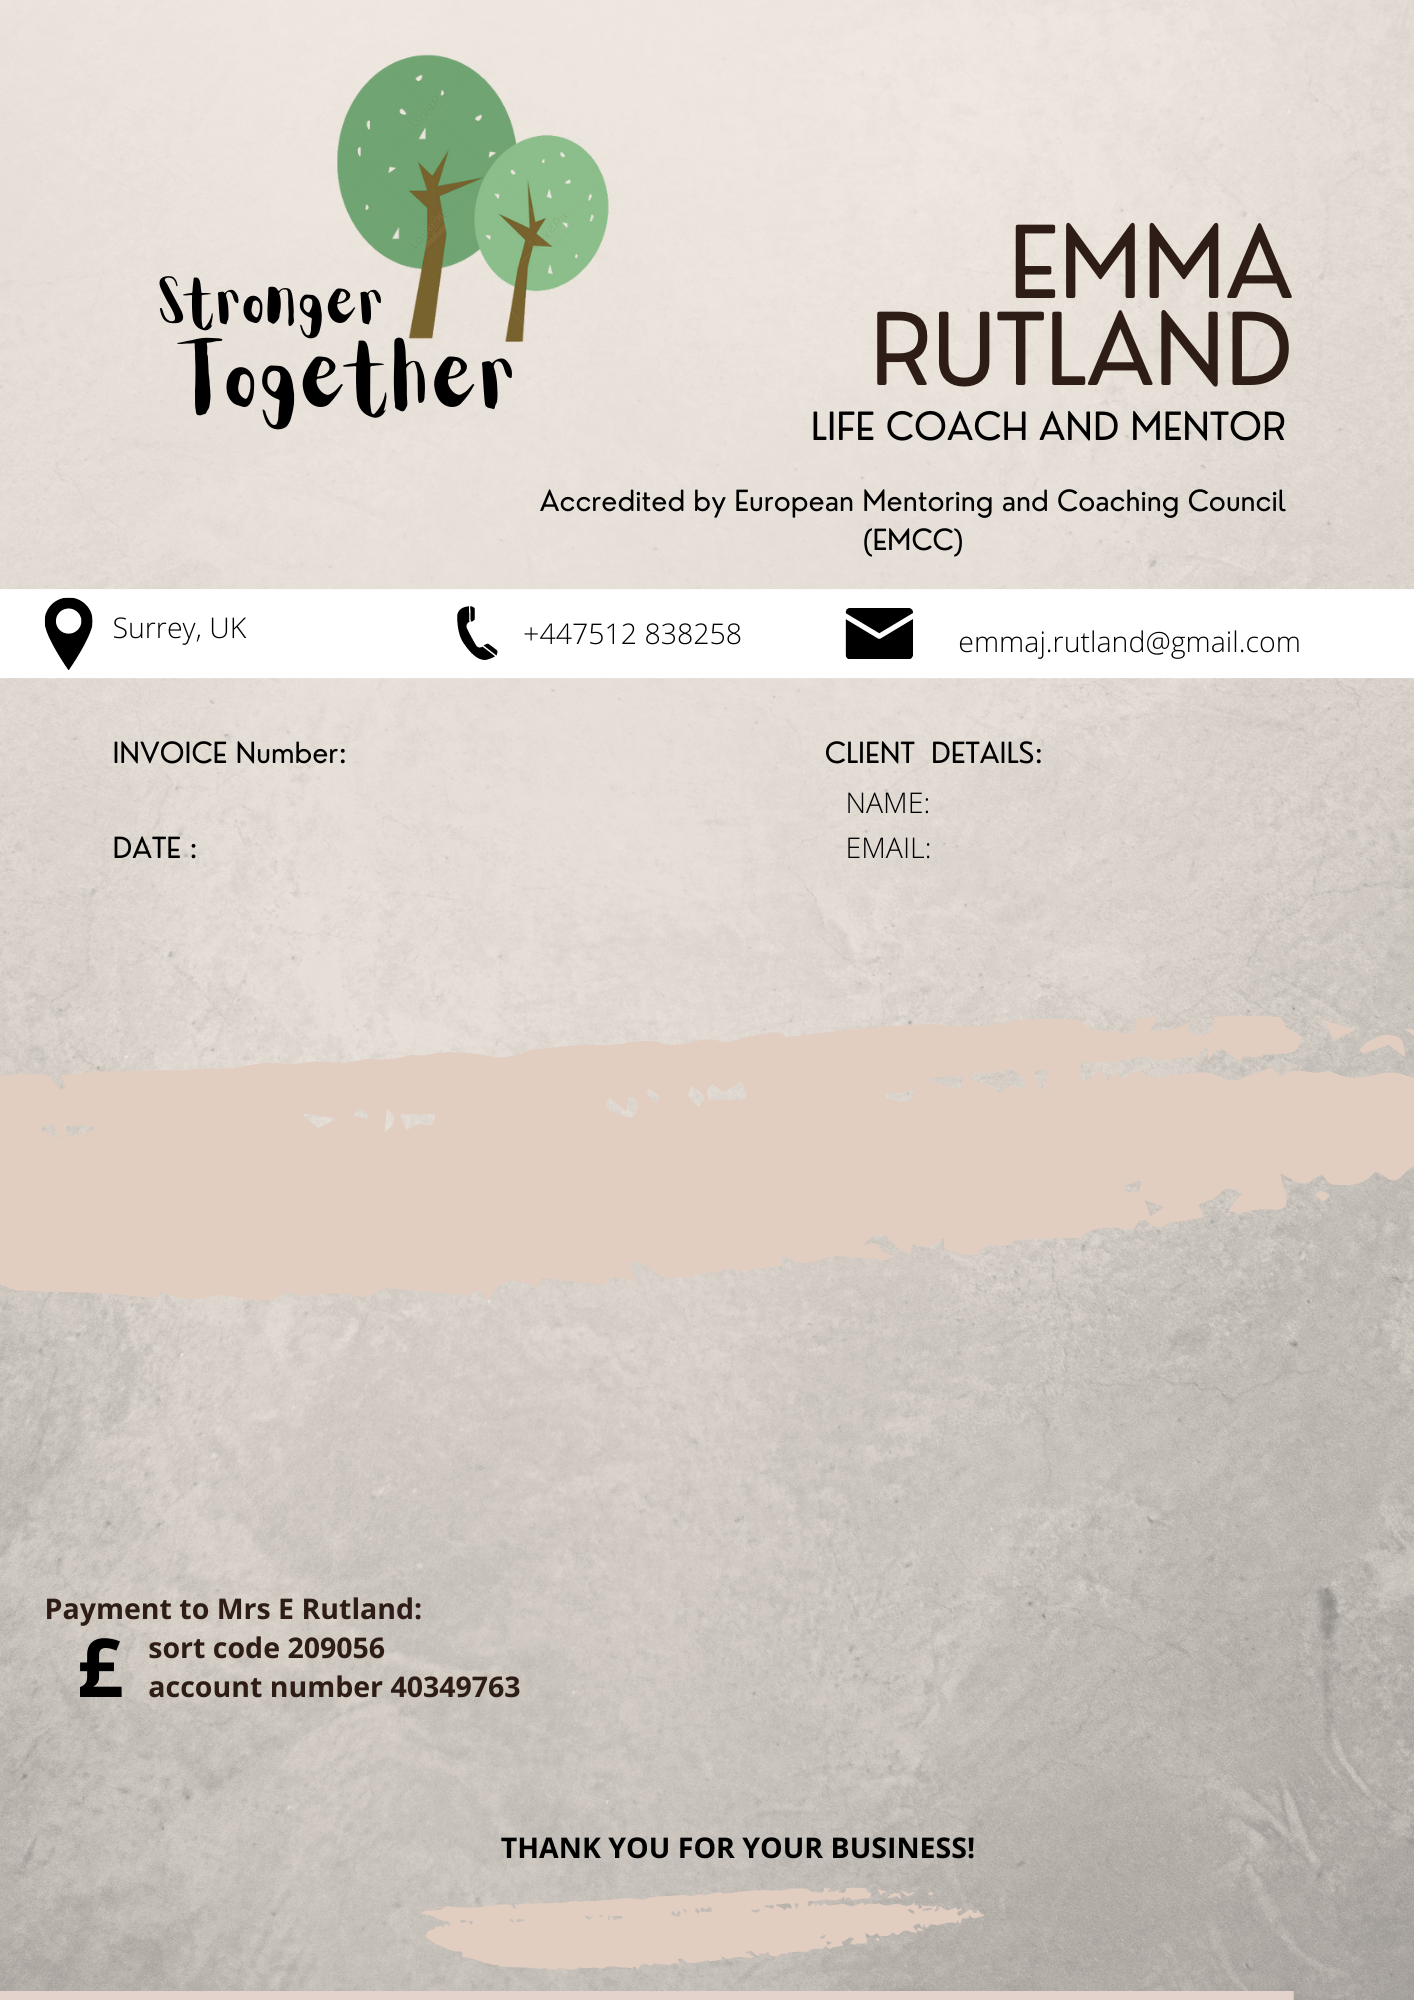 Stronger
Together
EMMA
RUTLAND
LIFE COACH AND MENTOR
Accredited by European Mentoring and Coaching Council
(EMCC)
Surrey, UK
+447512 838258
emmaj.rutland@gmail.com
INVOICE Number:
DATE :
CLIENT DETAILS:
NAME:
EMAIL:
Payment to Mrs E Rutland:
£ sort code 209056
account number 40349763
THANK YOU FOR YOUR BUSINESS!